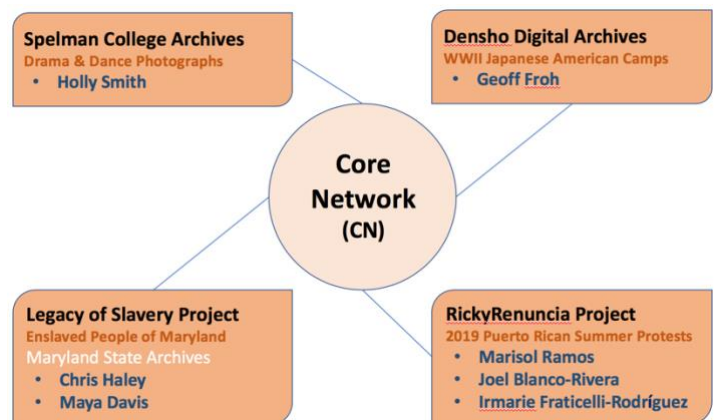 Spelman College Archives
Drama & Dance Photographs
• Holly Smith
Densho Digital Archives
WWII Japanese American Camps
• Geoff Froh
Core
Network
(CN)
Legacy of Slavery Project
Enslaved People of Maryland
Maryland State Archives
• Chris Haley
• Maya Davis
RickyRenuncia Project
2019 Puerto Rican Summer Protests
• Marisol Ramos
• Joel Blanco-Rivera
• Irmarie Fraticelli-Rodríguez